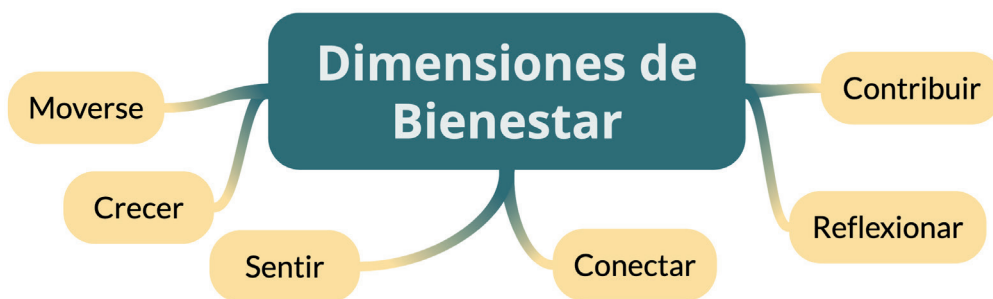 Dimensiones de
Bienestar
Moverse
Crecer
Sentir
Conectar
Reflexionar
Contribuir